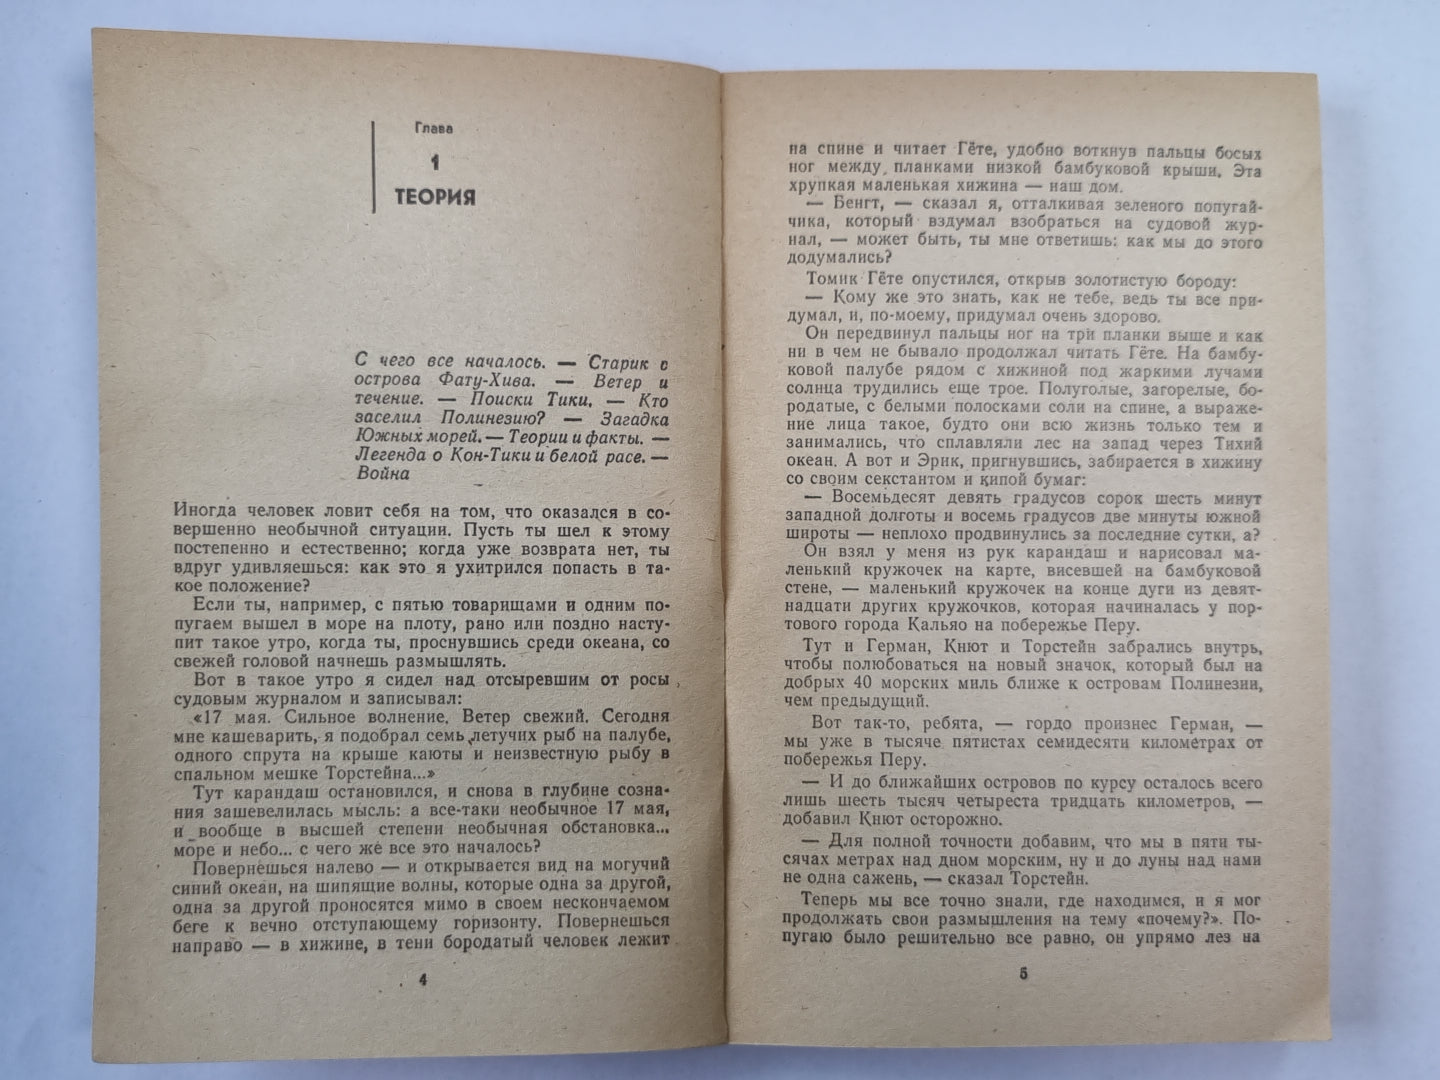 Глава
1
ТЕОРИЯ
С чего все началось. — Старик с
острова Фату-Хива. — Ветер и
течение. — Поиски Тики. — Кто
заселил Полинезию? — Загадка
Южных морей. — Теории и факты. —
Легенда о Кон-Тики и белой расе. —
Война
Иногда человек ловит себя на том, что оказался в со-
вершенно необычной ситуации. Пусть ты шел к этому
постепенно и естественно; когда уже возврата нет, ты
вдруг удивляешься: как это я ухитрился попасть в та-
кое положение?
Если ты, например, с пятью товарищами и одним по-
пугаем вышел в море на плоту, рано или поздно насту-
пит такое утро, когда ты, проснувшись среди океана, со
свежей головой начнешь размышлять.
Вот в такое утро я сидел над отсыревшим от росы
судовым журналом и записывал:
«17 мая. Сильное волнение. Ветер свежий. Сегодня
мне кашеварить, я подобрал семь летучих рыб на палубе,
одного спрута на крыше каюты и неизвестную рыбу в
спальном мешке Торстейна...»
Тут карандаш остановился, и снова в глубине созна-
ния зашевелилась мысль: а все-таки необычное 17 мая,
и вообще в высшей степени необычная обстановка...
море и небо... с чего же все это началось?
Повернешься налево — и открывается вид на могучий
синий океан, на шипящие волны, которые одна за другой,
одна за другой проносятся мимо в своем нескончаемом
беге к вечно отступающему горизонту. Повернешься
направо — в хижине, в тени бородатый человек лежит
4
на спине и читает Гёте, удобно воткнув пальцы босых
ног между планками низкой бамбуковой крыши. Эта
хрупкая маленькая хижина — наш дом.
— Бенгт, — сказал я, отталкивая зеленого попугай-
чика, который вздумал взобраться на судовой жур-
нал, — может быть, ты мне ответишь: как мы до этого
додумались?
Томик Гёте опустился, открыв золотистую бороду:
— Кому же это знать, как не тебе, ведь ты все при-
думал, и, по-моему, придумал очень здорово.
Он передвинул пальцы ног на три планки выше и как
ни в чем не бывало продолжал читать Гёте. На бамбу-
ковой палубе рядом с хижиной под жаркими лучами
солнца трудились еще трое. Полуголые, загорелые, бо-
родатые, с белыми полосками соли на спине, а выраже-
ние лица такое, будто они всю жизнь только тем и
занимались, что сплавляли лес на запад через Тихий
океан. А вот и Эрик, пригнувшись, забирается в хижину
со своим секстантом и кипой бумаг:
— Восемьдесят девять градусов сорок шесть минут
западной долготы и восемь градусов две минуты южной
широты — неплохо продвинулись за последние сутки, а?
Он взял у меня из рук карандаш и нарисовал ма-
ленький кружочек на карте, висевшей на бамбуковой
стене, — маленький кружочек на конце дуги из девят-
надцати других кружочков, которая начиналась у пор-
тового города Кальяо на побережье Перу.
Тут и Герман, Кнют и Торстейн забрались внутрь,
чтобы полюбоваться на новый значок, который был на
добрых 40 морских миль ближе к островам Полинезии,
чем предыдущий.
Вот так-то, ребята, — гордо произнес Герман, —
мы уже в тысяче пятистах семидесяти километрах от
побережья Перу.
— И до ближайших островов по курсу осталось всего
лишь шесть тысяч четыреста тридцать километров, —
добавил Кнют осторожно.
— Для полной точности добавим, что мы в пяти ты-
сячах метрах над дном морским, ну и до луны над нами
не одна сажень, — сказал Торстейн.
Теперь мы все точно знали, где находимся, и я мог
продолжать свои размышления на тему «почему?». По-
пугаю было решительно все равно, он упрямо лез на
5